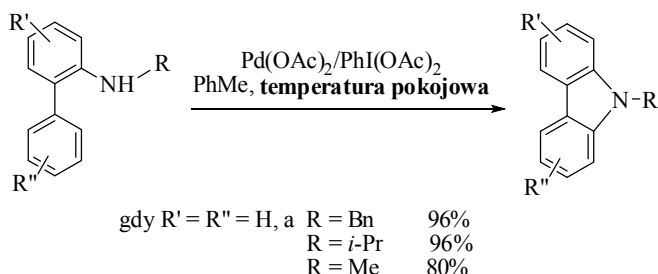 R'
NH
R
R"
Pd(OAc)2/PhI(OAc)2
PhMe, temperatura pokojowa
R'
N-R
R"
gdy R' = R" = H, a R = Bn 96%
R = i-Pr 96%
R = Me 80%